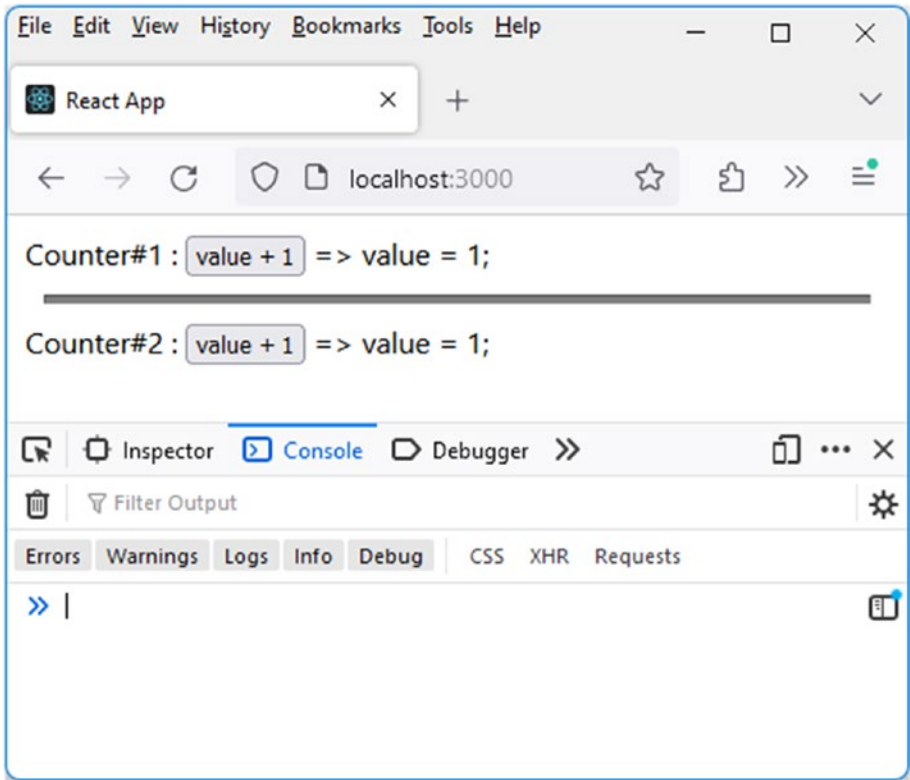 File Edit View History Bookmarks Tools Help
React App
localhost:3000
Counter#1 : value + 1 => value = 1;
Counter#2 : value + 1 => value = 1;
Inspector Console Debugger
Filter Output
Errors Warnings Logs Info Debug CSS XHR Requests